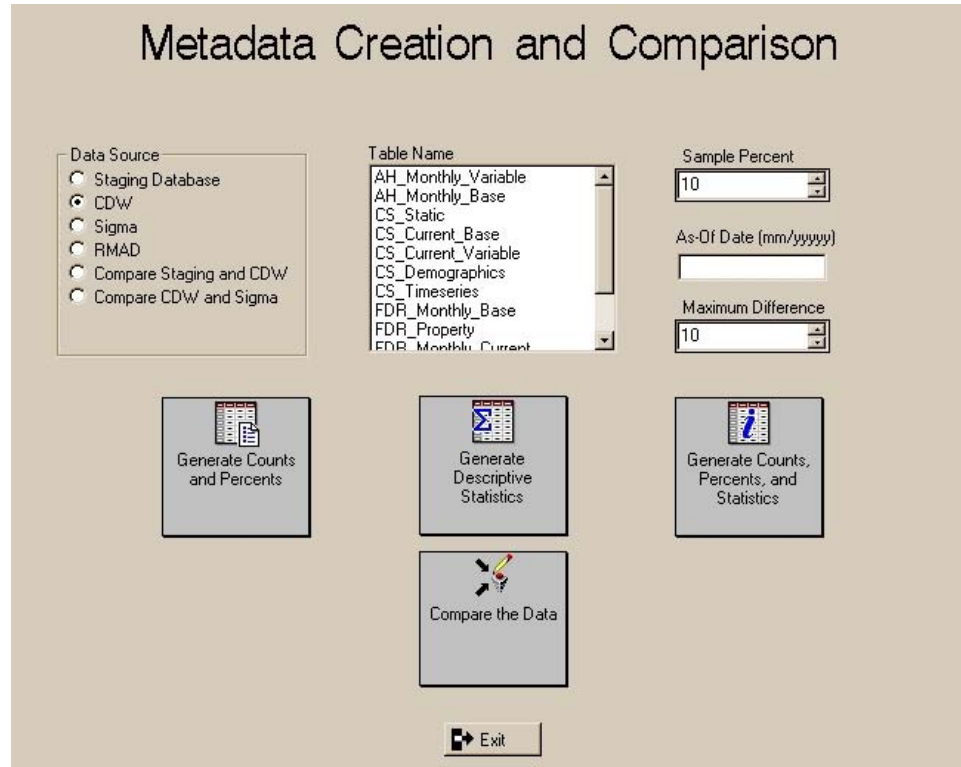 Metadata Creation and Comparison
Data Source
Staging Database
CDW
Sigma
RMAD
Compare Staging and CDW
Compare CDW and Sigma
Table Name
AH_Monthly_Variable
AH_Monthly_Base
CS_Static
CS_Current_Base
CS_Current_Variable
CS_Demographics
CS_Timeseries
FDR_Monthly_Base
FDR_Property
FDR_Monthly_Current
Sample Percent
10
As-Of Date (mm/yyyyy)
Maximum Difference
10
Generate Counts
and Percents
Generate
Descriptive
Statistics
Generate Counts,
Percents, and
Statistics
Compare the Data
Exit